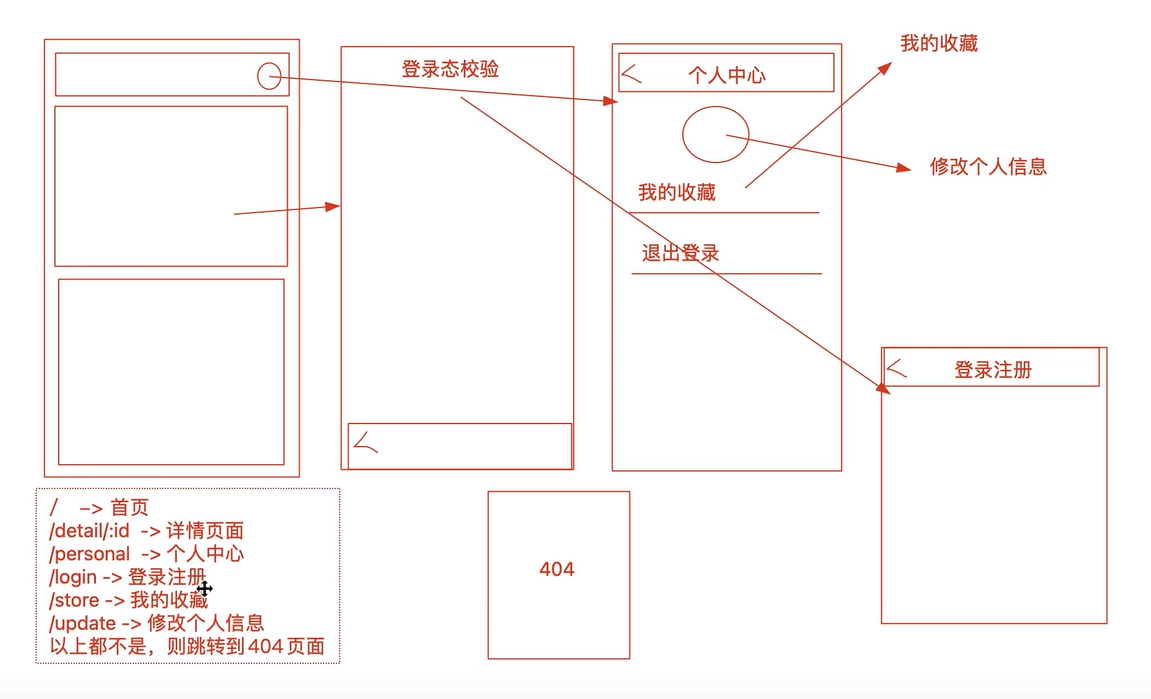 登录态校验
个人中心
我的收藏
退出登录
我的收藏
修改个人信息
登录注册
/ –> 首页
/detail/:id -> 详情页面
/personal -> 个人中心
/login -> 登录注册
/store -> 我的收藏
/update -> 修改个人信息
以上都不是，则跳转到404页面
404